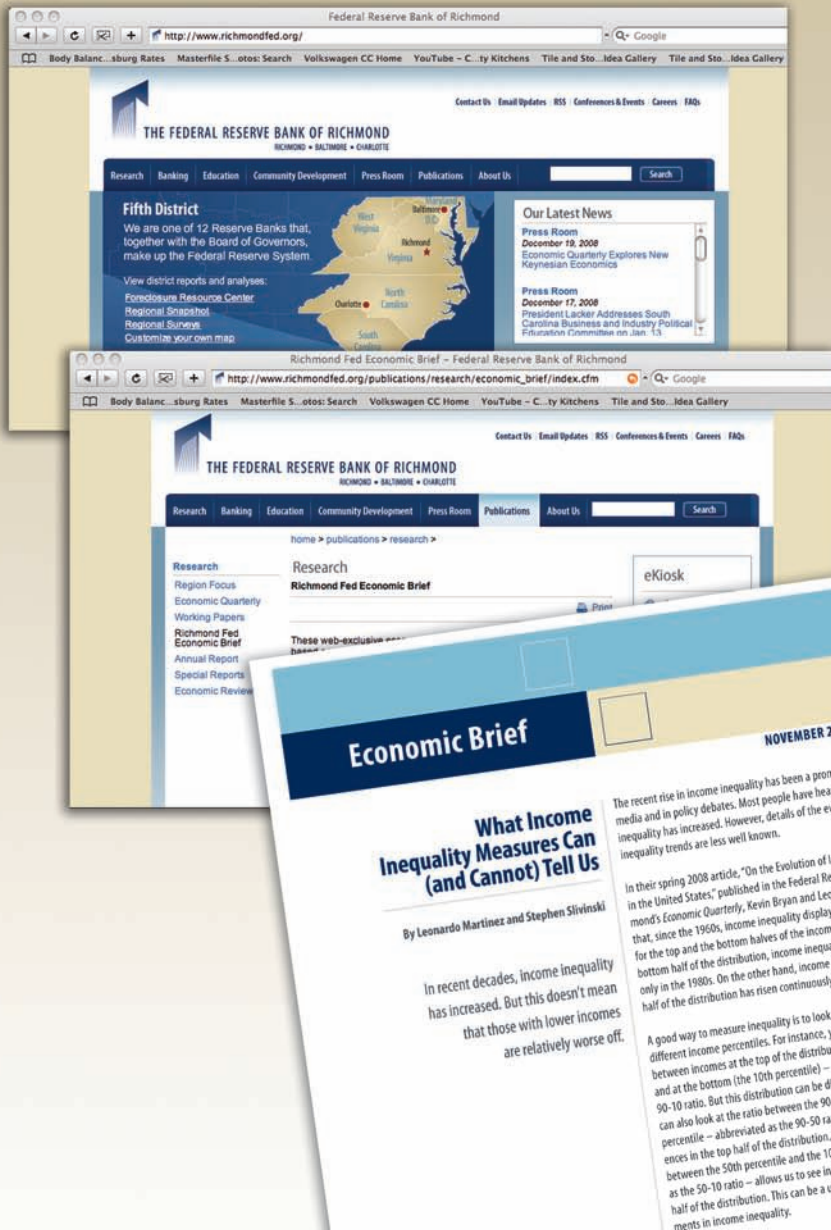 Federal Reserve Bank of Richmond
http://www.richmondfed.org/
Google
Body Balanc...sburg Rates Masterfile S...otos: Search Volkswagen CC Home YouTube – C...ty Kitchens Tile and Sto...Idea Gallery Tile and Sto...Idea Gallery
Contact Us Email Updates RSS Conferences & Events Careers FAQs
THE FEDERAL RESERVE BANK OF RICHMOND
RICHMOND • BALTIMORE • CHARLOTTE
Research Banking Education Community Development Press Room Publications About Us Search
Fifth District
We are one of 12 Reserve Banks that,
together with the Board of Governors,
make up the Federal Reserve System.
View district reports and analyses:
Foreclosure Resource Center
Regional Snapshot
Regional Surveys
Customize your own map
Maryland
Baltimore
D.C.
West
Virginia
Richmond
Virginia
North
Carolina
Charlotte
South
Carolina
Our Latest News
Press Room
December 19, 2008
Economic Quarterly Explores New
Keynesian Economics
Press Room
December 17, 2008
President Lacker Addresses South
Carolina Business and Industry Political
Education Committee on Jan. 13
Richmond Fed Economic Brief – Federal Reserve Bank of Richmond
http://www.richmondfed.org/publications/research/economic_brief/index.cfm
Google
Body Balanc...sburg Rates Masterfile S...otos: Search Volkswagen CC Home YouTube – C...ty Kitchens Tile and Sto...Idea Gallery
Contact Us Email Updates RSS Conferences & Events Careers FAQs
THE FEDERAL RESERVE BANK OF RICHMOND
RICHMOND • BALTIMORE • CHARLOTTE
Research Banking Education Community Development Press Room Publications About Us Search
home > publications > research >
Research
Region Focus
Economic Quarterly
Working Papers
Richmond Fed
Economic Brief
Annual Report
Special Reports
Economic Review
Research
Richmond Fed Economic Brief
Print
These web-exclusive
eKiosk
Economic Brief
NOVEMBER
What Income
Inequality Measures Can
(and Cannot) Tell Us
By Leonardo Martinez and Stephen Slivinski
In recent decades, income inequality
has increased. But this doesn't mean
that those with lower incomes
are relatively worse off.
The recent rise in income inequality has been a
media and in policy debates. Most people have
inequality has increased. However, details of the
inequality trends are less well known.
In their spring 2008 article, "On the Evolution of
in the United States," published in the Federal
mond's Economic Quarterly, Kevin Bryan and
that, since the 1960s, income inequality
for the top and the bottom halves of the
bottom half of the distribution, income
only in the 1980s. On the other hand, income
half of the distribution has risen continuously
A good way to measure inequality is to look
different income percentiles. For instance,
between incomes at the top of the
and at the bottom (the 10th percentile) –
90-10 ratio. But this distribution can be
can also look at the ratio between the 90
percentile – abbreviated as the 90-50
ences in the top half of the distribution.
between the 50th percentile and the
as the 50-10 ratio – allows us to see
half of the distribution. This can be a
ments in income inequality.